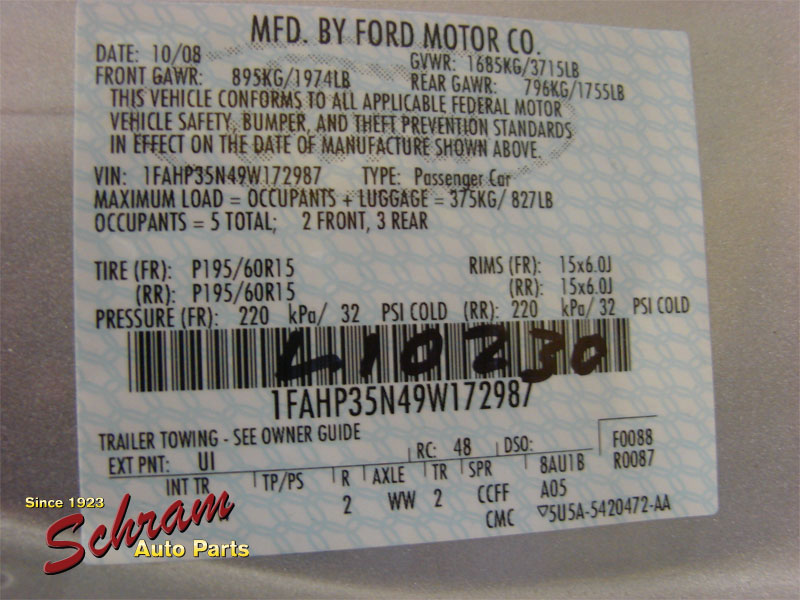 MFD. BY FORD MOTOR CO.
DATE: 10/08 GVWR: 1685KG/3715LB
FRONT GAWR: 895KG/1974LB REAR GAWR: 796KG/1755LB
THIS VEHICLE CONFORMS TO ALL APPLICABLE FEDERAL MOTOR
VEHICLE SAFETY, BUMPER, AND THEFT PREVENTION STANDARDS
IN EFFECT ON THE DATE OF MANUFACTURE SHOWN ABOVE.
VIN: 1FAHP35N49W172987 TYPE: Passenger Car
MAXIMUM LOAD = OCCUPANTS + LUGGAGE = 375KG/ 827LB
OCCUPANTS = 5 TOTAL; 2 FRONT, 3 REAR
TIRE (FR): P195/60R15 RIMS (FR): 15x6.0J
(RR): P195/60R15 (RR): 15x6.0J
PRESSURE (FR): 220 kPa/ 32 PSI COLD (RR): 220 kPa/ 32 PSI COLD
L10230
1FAHP35N49W172987
TRAILER TOWING - SEE OWNER GUIDE
EXT PNT: UI RC: 48 DSO: F0088
R0087
INT TR TP/PS R AXLE TR SPR 8AU1B
2 WW 2 CCFF A05
CMC ▽5U5A-5420472-AA
Since 1923
Schram
Auto Parts